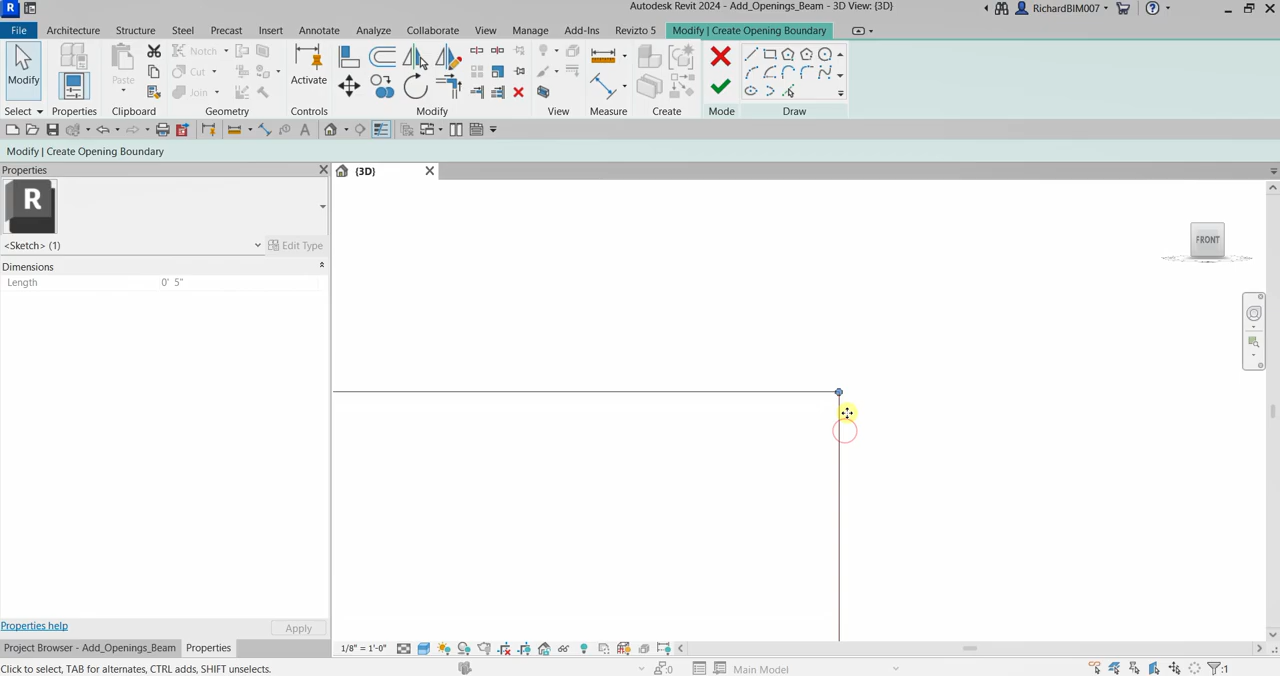 R
Autodesk Revit 2024 - Add_Openings_Beam - 3D View: {3D}
RichardBIM007
File Architecture Structure Steel Precast Insert Annotate Analyze Collaborate View Manage Add-Ins Revizto 5 Modify | Create Opening Boundary
Modify
Paste
Notch
Cut
Join
Activate
Select Properties Clipboard Geometry Controls Modify View Measure Create Mode Draw
Modify | Create Opening Boundary
Properties
{3D}
R
FRONT
<Sketch> (1)
Edit Type
Dimensions
Length 0' 5"
Properties help
Apply
Project Browser - Add_Openings_Beam
Properties
1/8" = 1'-0"
Click to select, TAB for alternates, CTRL adds, SHIFT unselects.
:0
Main Model
:1